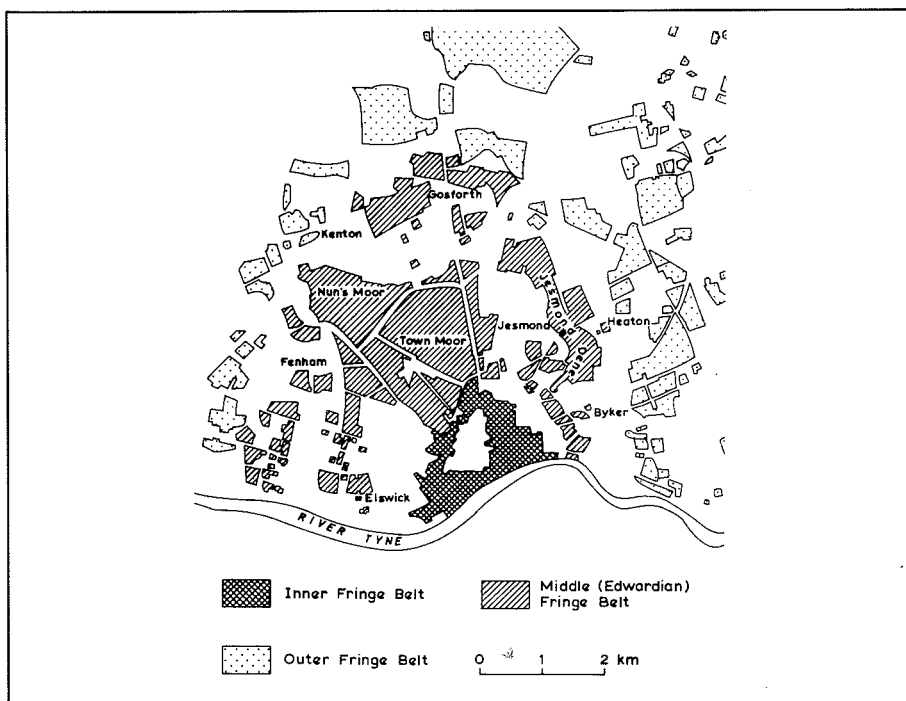 Gosforth
Kenton
Nun's Moor
Jesmond Dene
Town Moor
Jesmond
Heaton
Fenham
Byker
Elswick
RIVER TYNE
Inner Fringe Belt
Middle (Edwardian)
Fringe Belt
Outer Fringe Belt
0 1 2 km